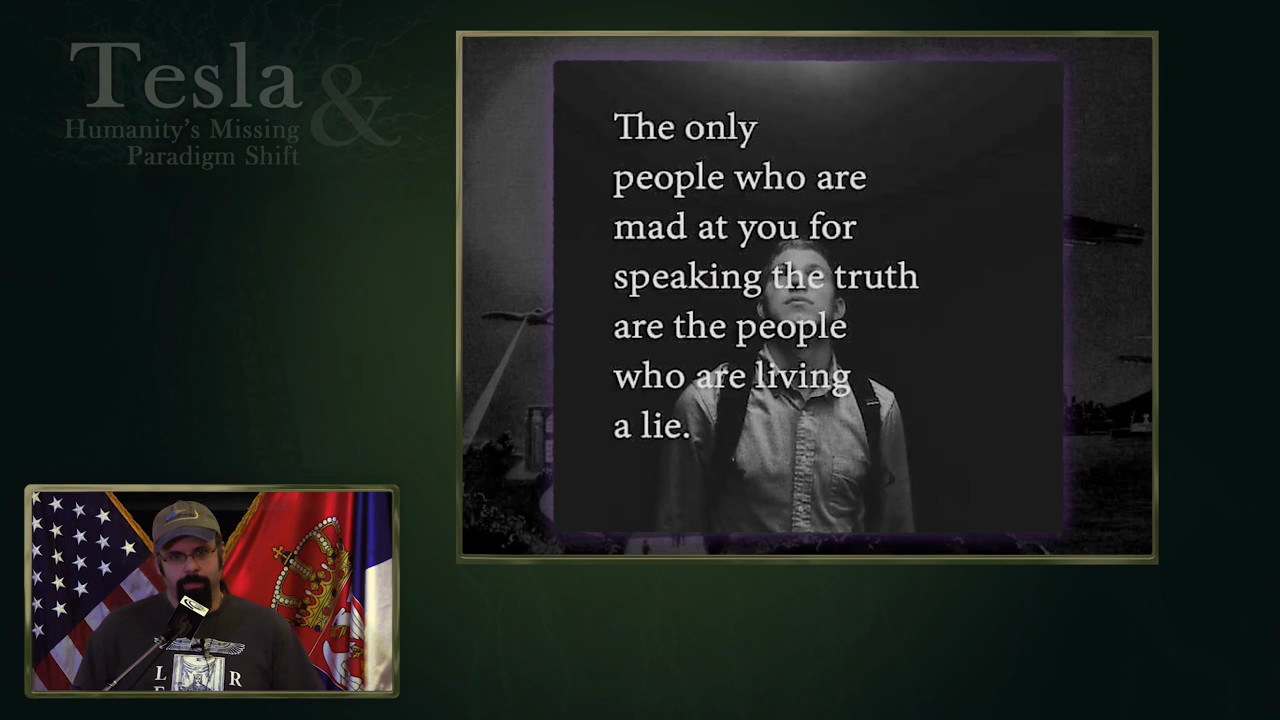 Tesla &
Humanity's Missing
Paradigm Shift
The only
people who are
mad at you for
speaking the truth
are the people
who are living
a lie.
L R